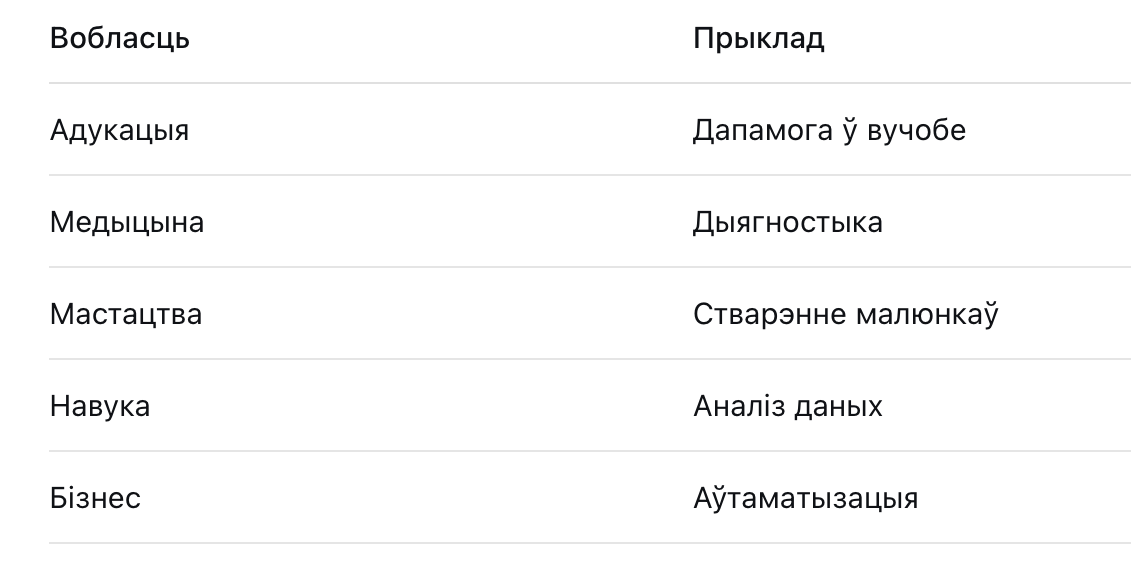 Вобласць Прыклад
Адукацыя Дапамога ў вучобе
Медыцына Дыягностыка
Мастацтва Стварэнне малюнкаў
Навука Аналіз даных
Бізнес Аўтаматызацыя